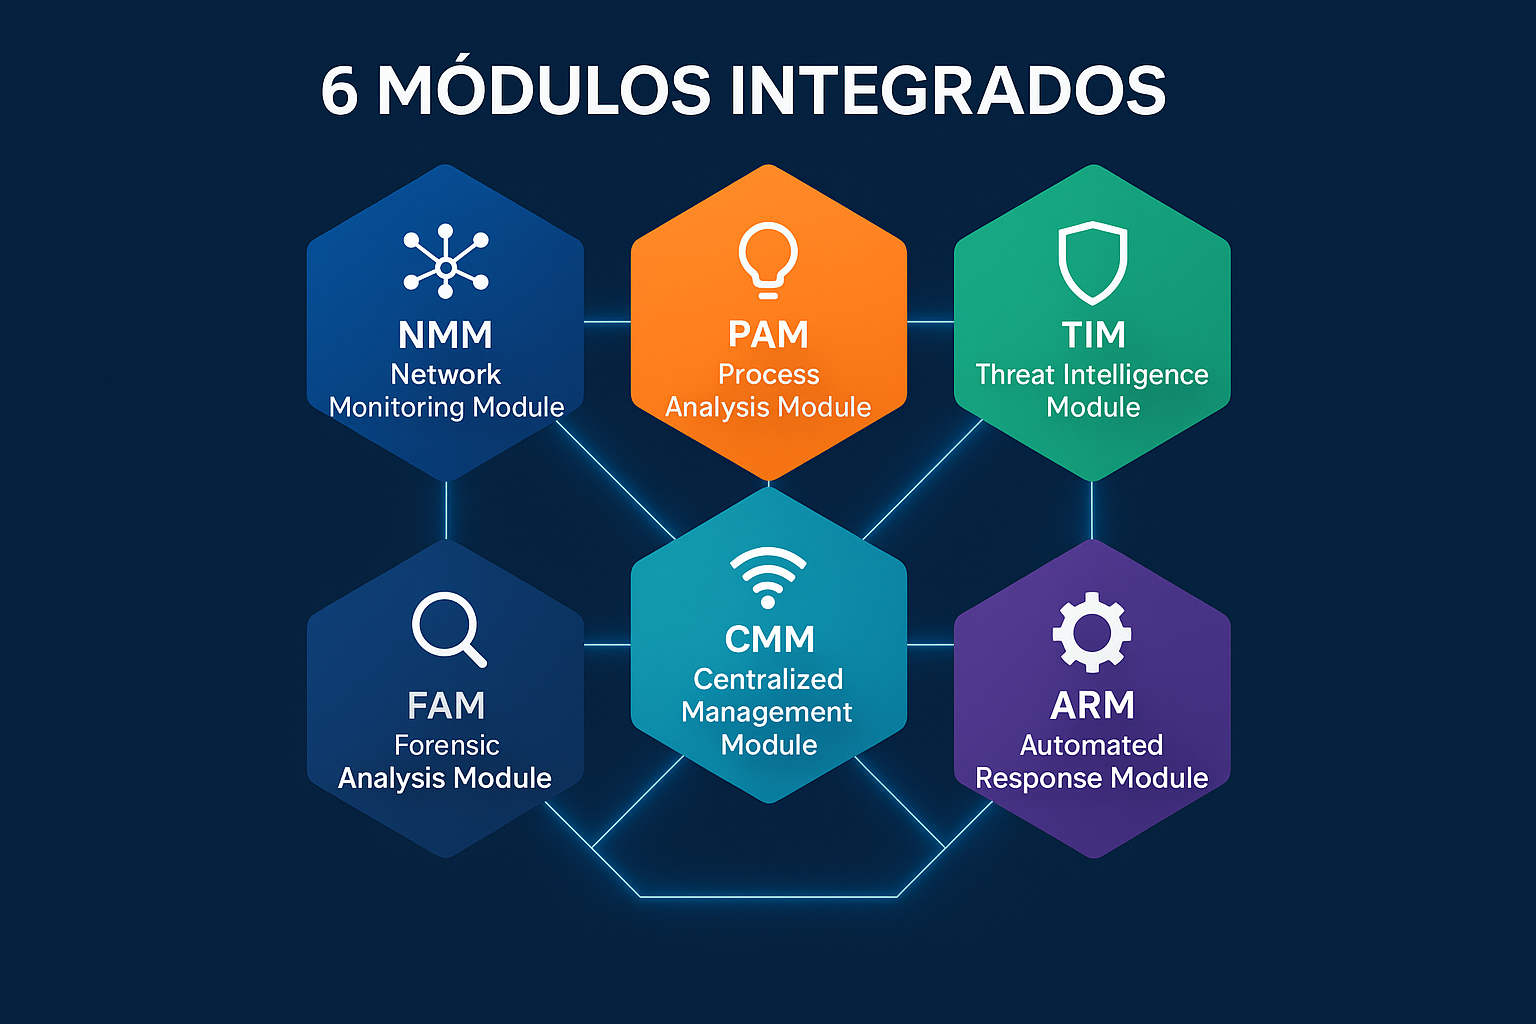 6 MÓDULOS INTEGRADOS
NMM
Network
Monitoring Module
PAM
Process
Analysis Module
TIM
Threat Intelligence
Module
FAM
Forensic
Analysis Module
CMM
Centralized
Management
Module
ARM
Automated
Response Module